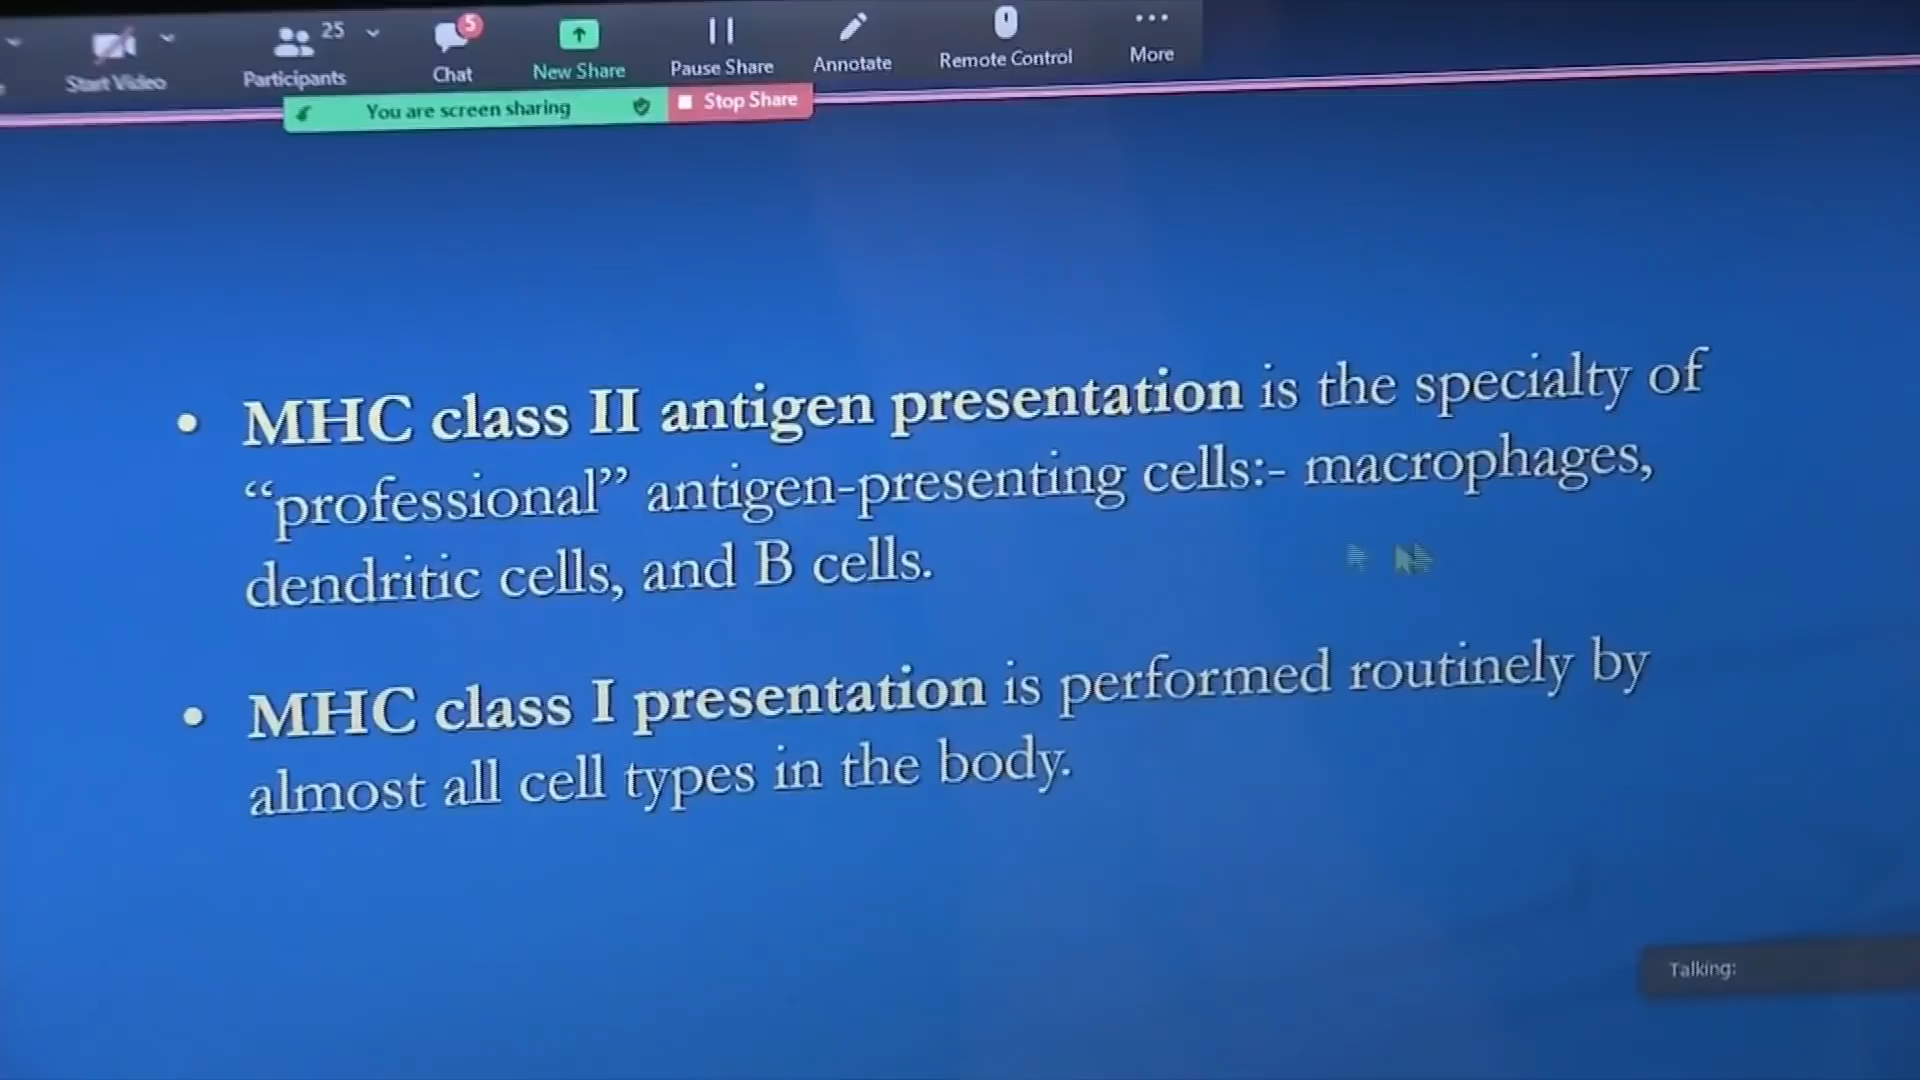 Start Video
Participants
25
Chat
5
New Share
Pause Share
Annotate
Remote Control
More
You are screen sharing
Stop Share
• MHC class II antigen presentation is the specialty of
“professional” antigen-presenting cells:- macrophages,
dendritic cells, and B cells.
• MHC class I presentation is performed routinely by
almost all cell types in the body.
Talking: